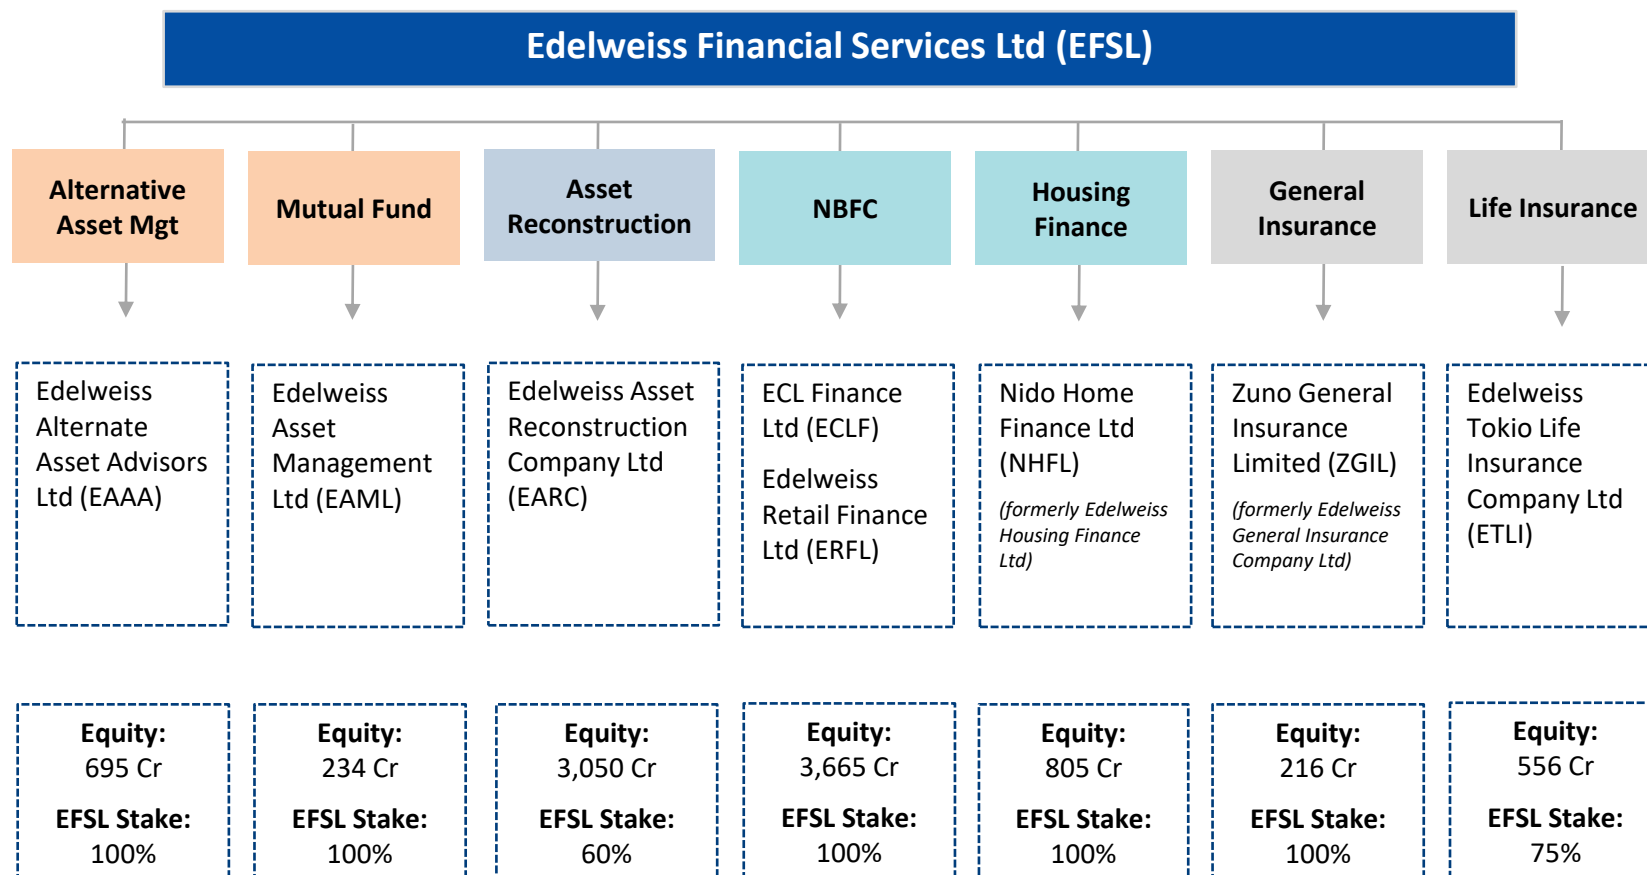 Edelweiss Financial Services Ltd (EFSL)
Alternative
Asset Mgt
Mutual Fund
Asset
Reconstruction
NBFC
Housing
Finance
General
Insurance
Life Insurance
Edelweiss
Alternate
Asset Advisors
Ltd (EAAA)
Edelweiss
Asset
Management
Ltd (EAML)
Edelweiss Asset
Reconstruction
Company Ltd
(EARC)
ECL Finance
Ltd (ECLF)
Edelweiss
Retail Finance
Ltd (ERFL)
Nido Home
Finance Ltd
(NHFL)
(formerly Edelweiss
Housing Finance
Ltd)
Zuno General
Insurance
Limited (ZGIL)
(formerly Edelweiss
General Insurance
Company Ltd)
Edelweiss
Tokio Life
Insurance
Company Ltd
(ETLI)
Equity:
695 Cr
EFSL Stake:
100%
Equity:
234 Cr
EFSL Stake:
100%
Equity:
3,050 Cr
EFSL Stake:
60%
Equity:
3,665 Cr
EFSL Stake:
100%
Equity:
805 Cr
EFSL Stake:
100%
Equity:
216 Cr
EFSL Stake:
100%
Equity:
556 Cr
EFSL Stake:
75%